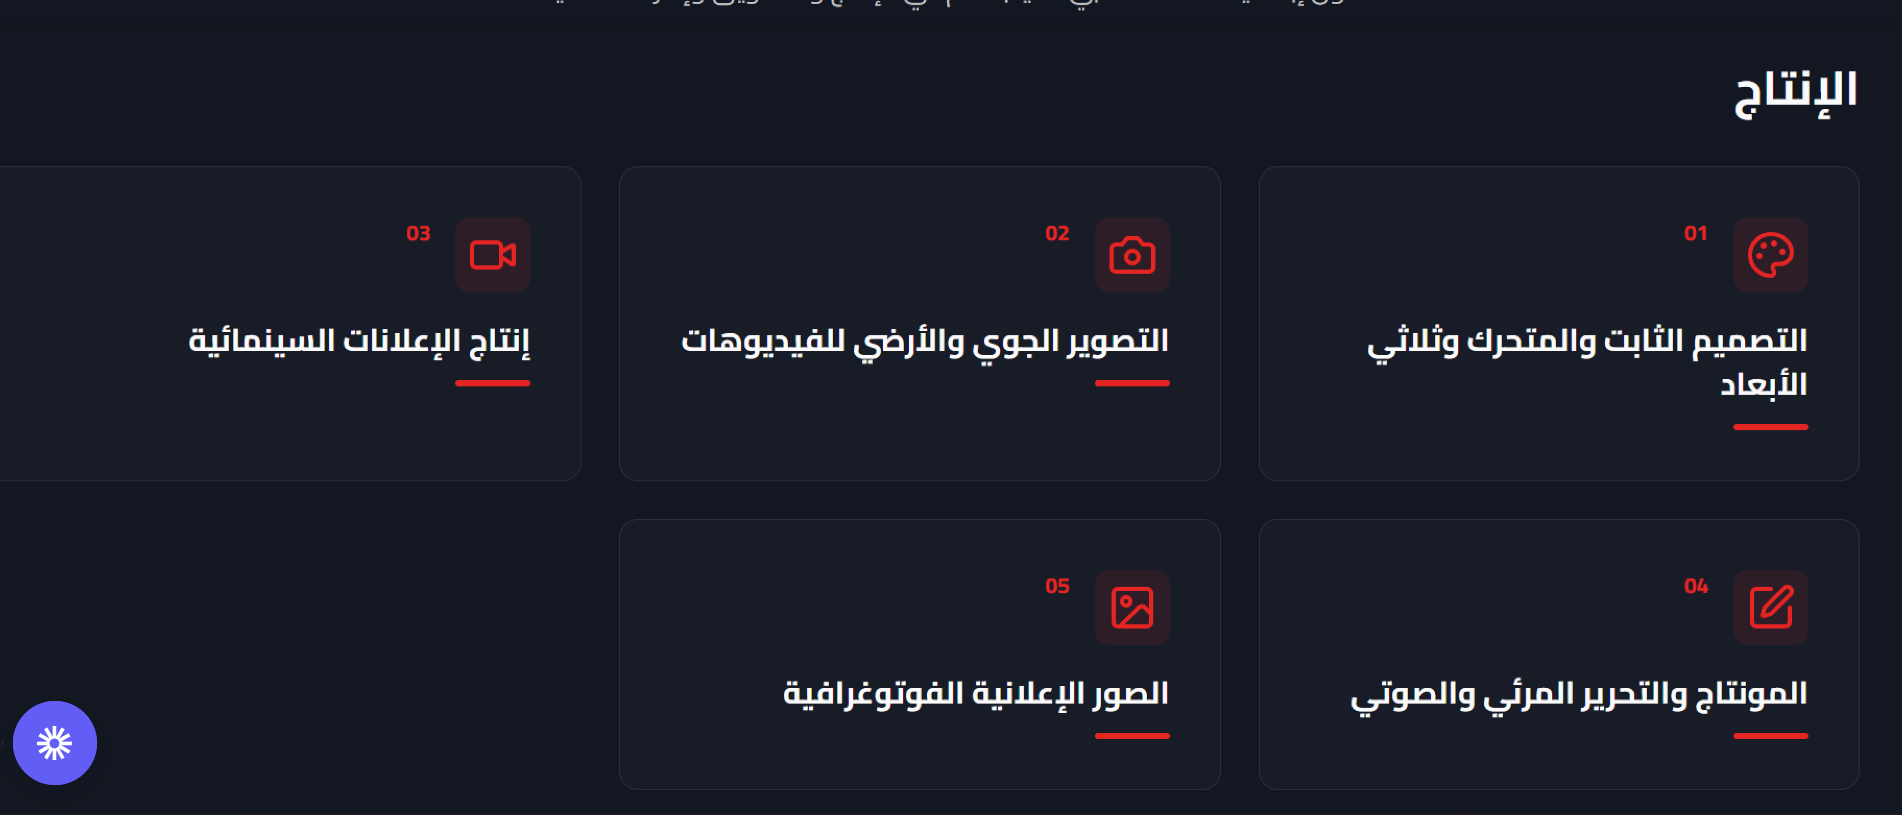 الإنتاج
01
التصميم الثابت والمتحرك وثلاثي
الأبعاد
02
التصوير الجوي والأرضي للفيديوهات
03
إنتاج الإعلانات السينمائية
04
المونتاج والتحرير المرئي والصوتي
05
الصور الإعلانية الفوتوغرافية